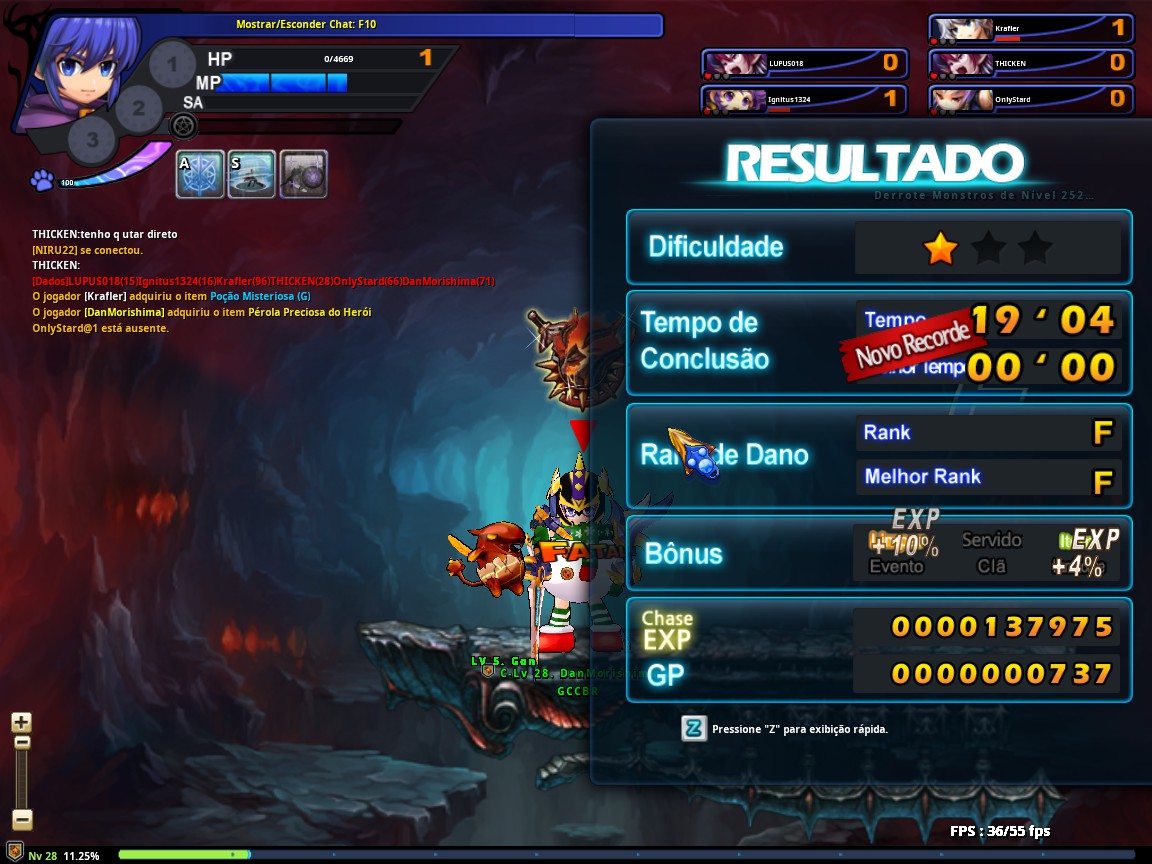 Mostrar/Esconder Chat: F10
1
HP 0/4669 1
MP
2
SA
3
100
A S
Krafler 1
LUPUS018 0
THICKEN 0
Ignitus1324 1
OnlyStard 0
THICKEN:tenho q utar direto
[NIRU22] se conectou.
THICKEN:
[Dados]LUPUS018(15)Ignitus1324(16)Krafler(96)THICKEN(28)OnlyStard(66)DanMorishima(71)
O jogador [Krafler] adquiriu o item Poção Misteriosa (G)
O jogador [DanMorishima] adquiriu o item Pérola Preciosa do Herói
OnlyStard@1 está ausente.
RESULTADO
Derrote Monstros de Nível 252...
Dificuldade
Tempo de
Conclusão
Tempo 19 ‘ 04
Novo Recorde
Tempo 00 ‘ 00
de Dano
Rank F
Melhor Rank F
Bônus
EXP
+10%
Servido
EXP
Evento
Clã
+4%
Chase
EXP
0000137975
GP
0000000737
Pressione "Z" para exibição rápida.
Z
FATAL
LV 5. Gon
C-Lv 28. DanMorishima
GCCBR
FPS : 36/55 fps
Nv 28 11.25%